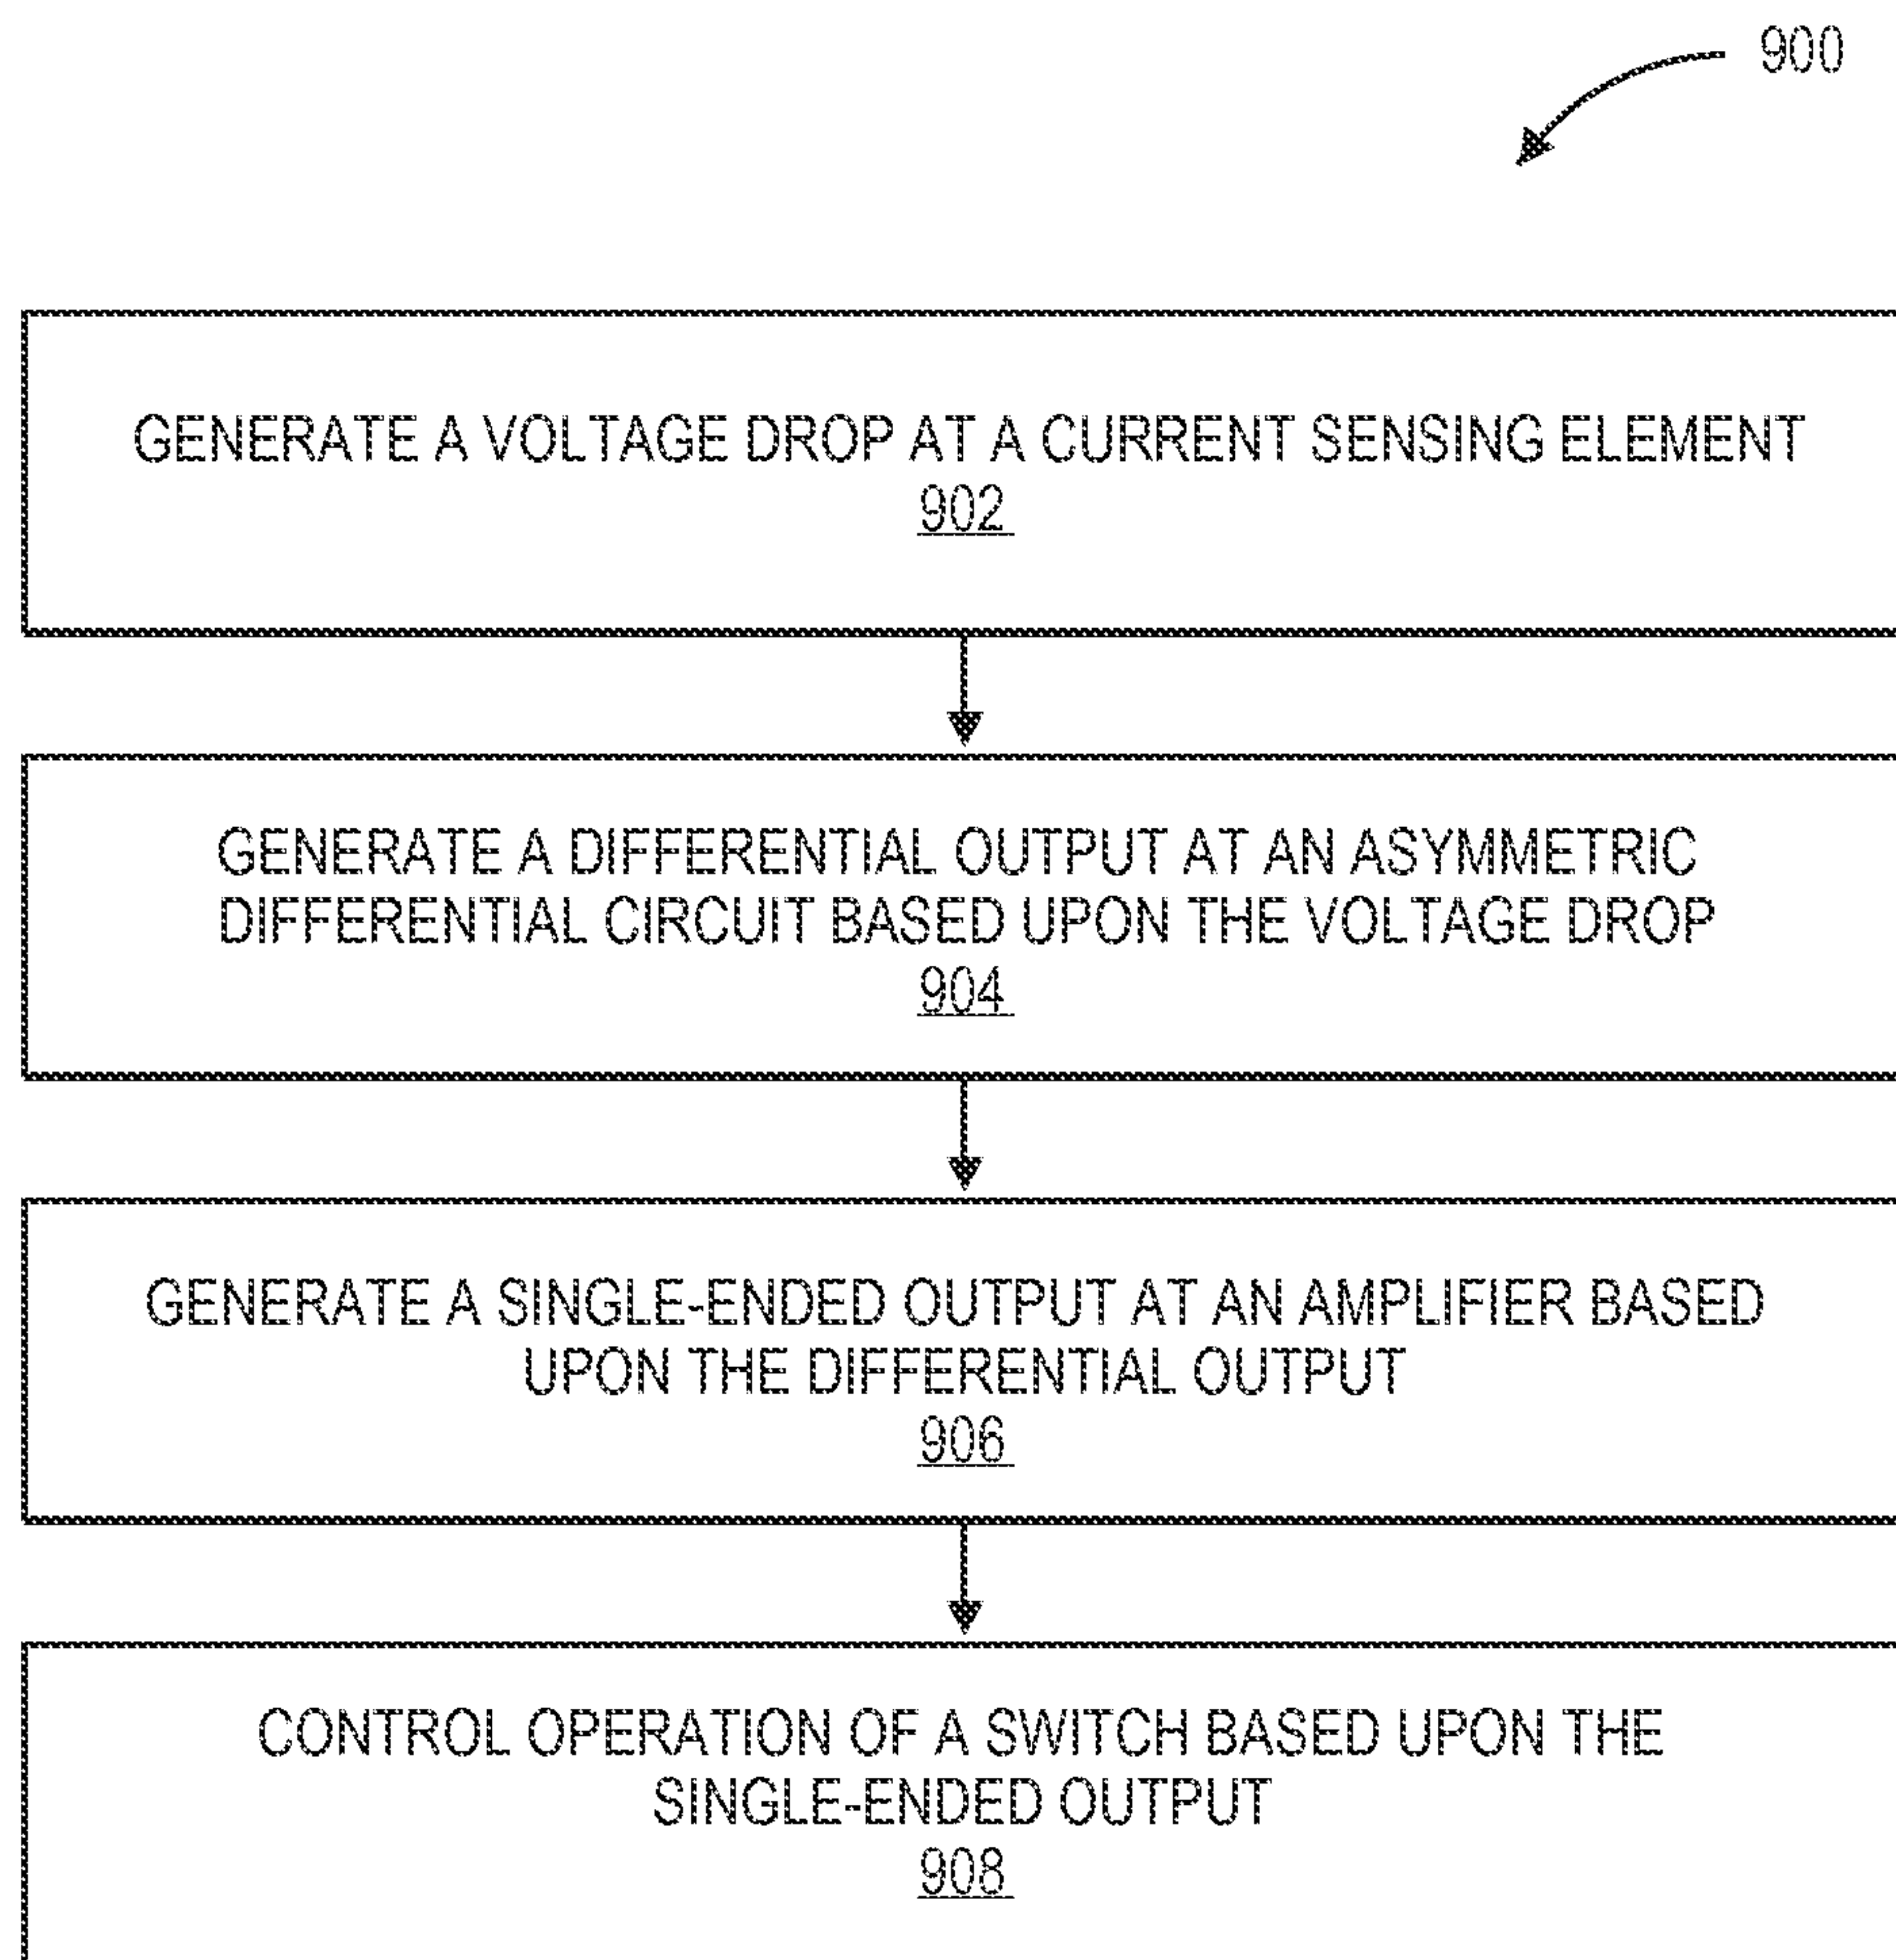 900
GENERATE A VOLTAGE DROP AT A CURRENT SENSING ELEMENT
902
GENERATE A DIFFERENTIAL OUTPUT AT AN ASYMMETRIC
DIFFERENTIAL CIRCUIT BASED UPON THE VOLTAGE DROP
904
GENERATE A SINGLE-ENDED OUTPUT AT AN AMPLIFIER BASED
UPON THE DIFFERENTIAL OUTPUT
906
CONTROL OPERATION OF A SWITCH BASED UPON THE
SINGLE-ENDED OUTPUT
908